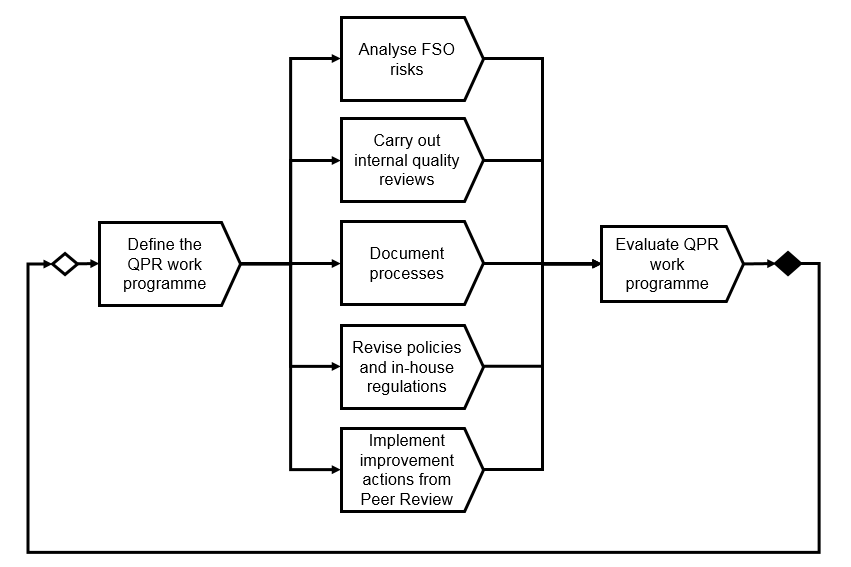 Analyse FSO
risks
Carry out
internal quality
reviews
Define the
QPR work
programme
Document
processes
Evaluate QPR
work
programme
Revise policies
and in-house
regulations
Implement
improvement
actions from
Peer Review